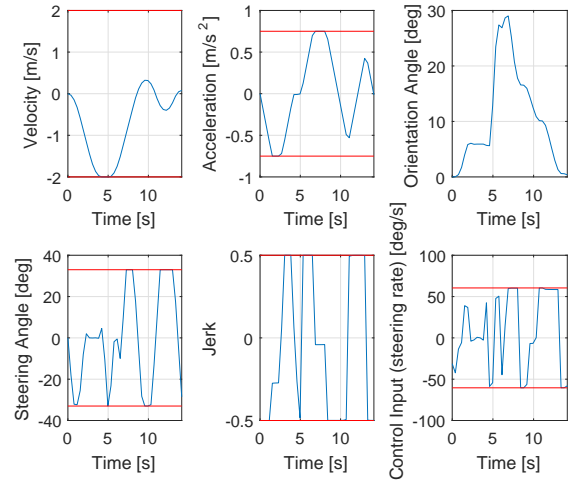 2
1
0
-1
-2
Velocity [m/s]
0 5 10
Time [s]
1
0.5
0
-0.5
-1
Acceleration [m/s²]
0 5 10
Time [s]
30
20
10
0
Orientation Angle [deg]
0 5 10
Time [s]
40
20
0
-20
-40
Steering Angle [deg]
0 5 10
Time [s]
0.5
0
-0.5
Jerk
0 5 10
Time [s]
100
50
0
-50
-100
Control Input (steering rate) [deg/s]
0 5 10
Time [s]